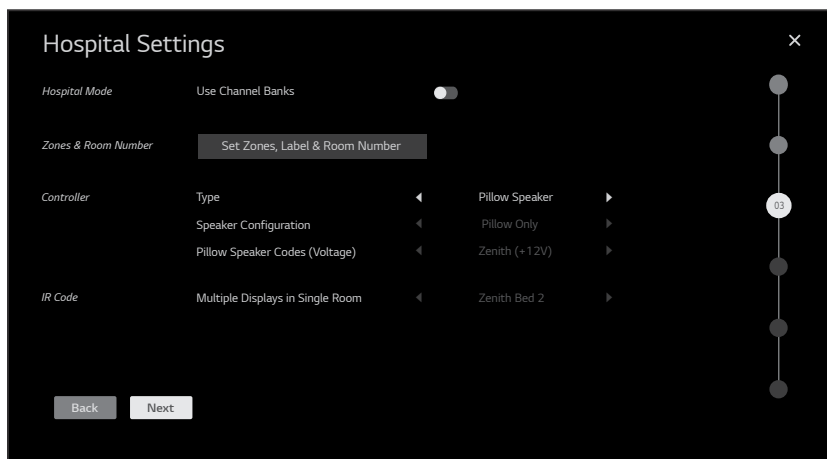 Hospital Settings
Hospital Mode Use Channel Banks
Zones & Room Number Set Zones, Label & Room Number
Controller Type Pillow Speaker
03
Speaker Configuration Pillow Only
Pillow Speaker Codes (Voltage) Zenith (+12V)
IR Code Multiple Displays in Single Room Zenith Bed 2
Back Next